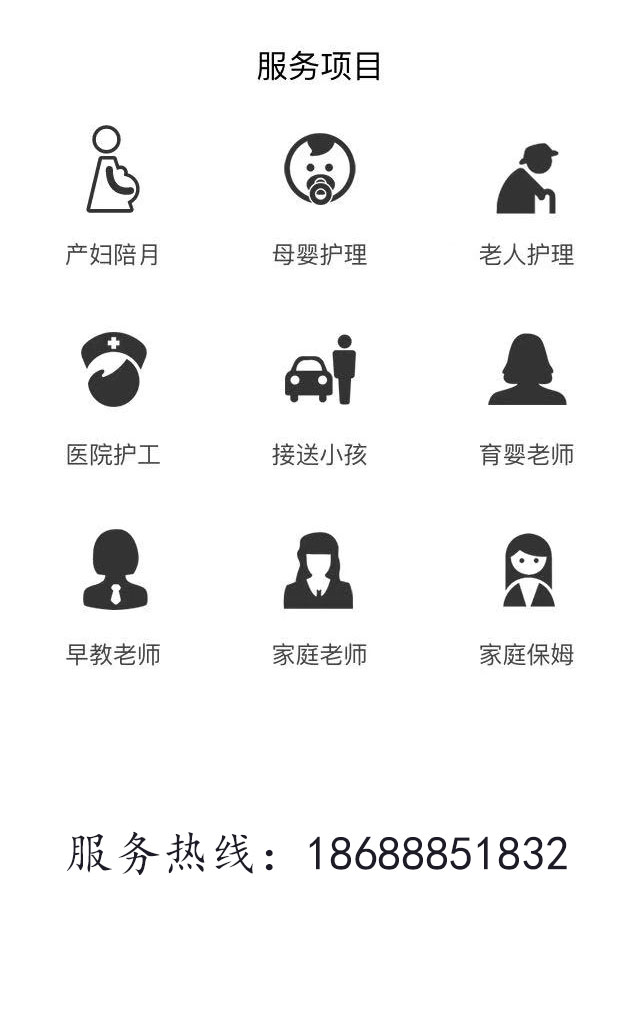 服务项目
产妇陪月 母婴护理 老人护理
医院护工 接送小孩 育婴老师
早教老师 家庭老师 家庭保姆
服务热线：18688851832